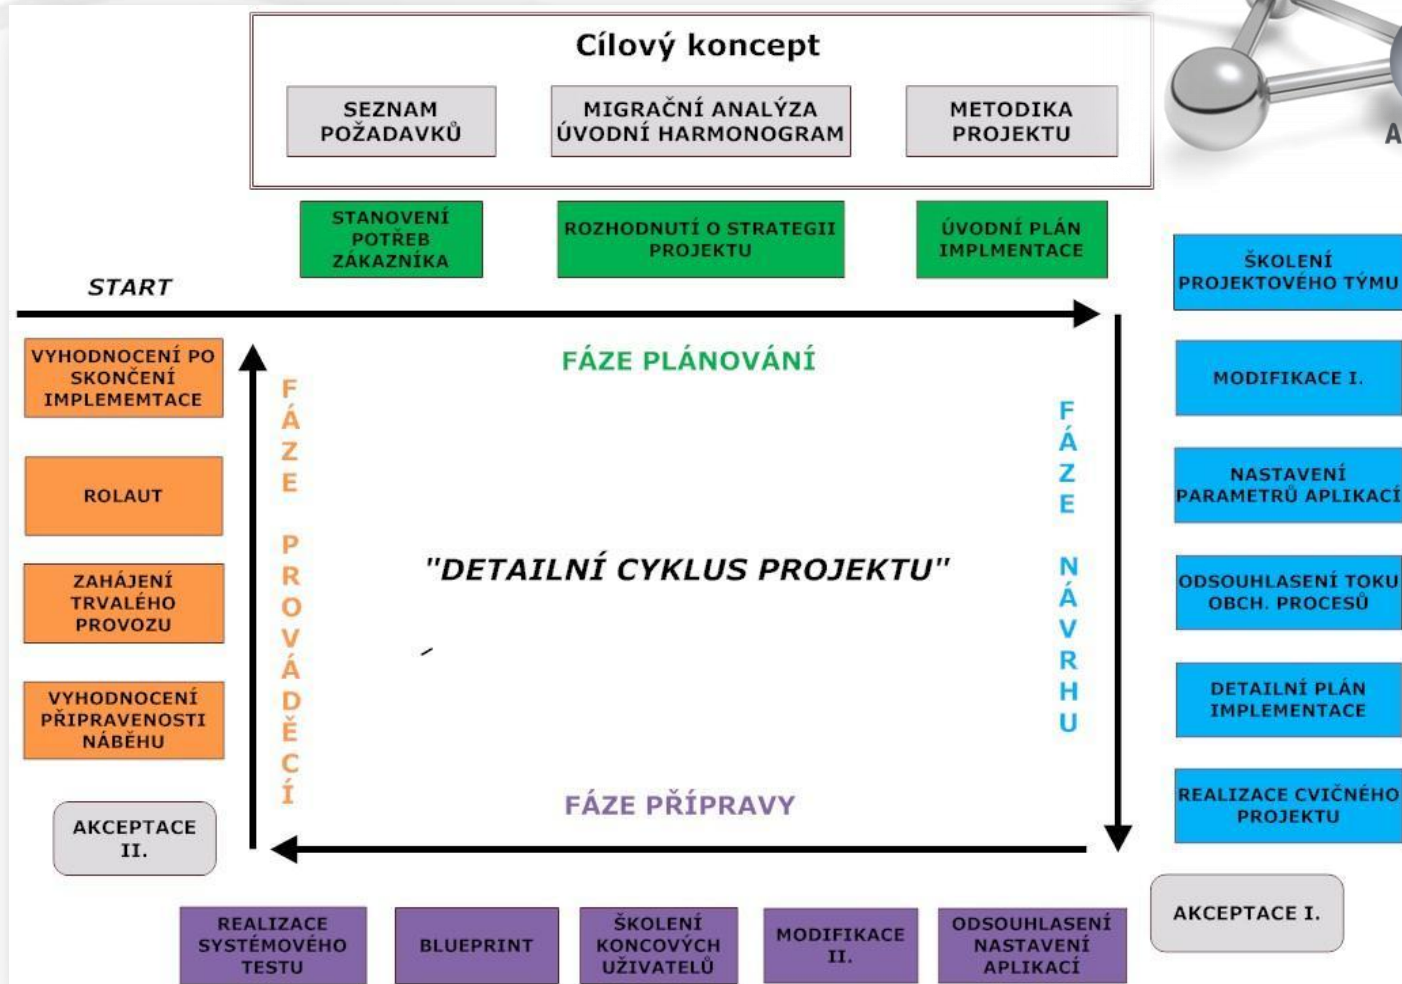 Cílový koncept
SEZNAM
POŽADAVKŮ
MIGRAČNÍ ANALÝZA
ÚVODNÍ HARMONOGRAM
METODIKA
PROJEKTU
A
STANOVENÍ
POTŘEB
ZÁKAZNÍKA
ROZHODNUTÍ O STRATEGII
PROJEKTU
ÚVODNÍ PLÁN
IMPLMENTACE
START
FÁZE PLÁNOVÁNÍ
ŠKOLENÍ
PROJEKTOVÉHO TÝMU
MODIFIKACE I.
NASTAVENÍ
PARAMETRŮ APLIKACÍ
ODSOUHLASENÍ TOKU
OBCH. PROCESŮ
DETAILNÍ PLÁN
IMPLEMENTACE
REALIZACE CVIČNÉHO
PROJEKTU
FÁZE NÁVRHU
AKCEPTACE I.
"DETAILNÍ CYKLUS PROJEKTU"
FÁZE PŘÍPRAVY
ODSOUHLASENÍ
NASTAVENÍ
APLIKACÍ
MODIFIKACE
II.
ŠKOLENÍ
KONCOVÝCH
UŽIVATELŮ
BLUEPRINT
REALIZACE
SYSTÉMOVÉHO
TESTU
AKCEPTACE
II.
FÁZE PROVÁDĚCÍ
VYHODNOCENÍ
PŘIPRAVENOSTI
NÁBĚHU
ZAHÁJENÍ
TRVALÉHO
PROVOZU
ROLAUT
VYHODNOCENÍ PO
SKONČENÍ
IMPLEMEMTACE